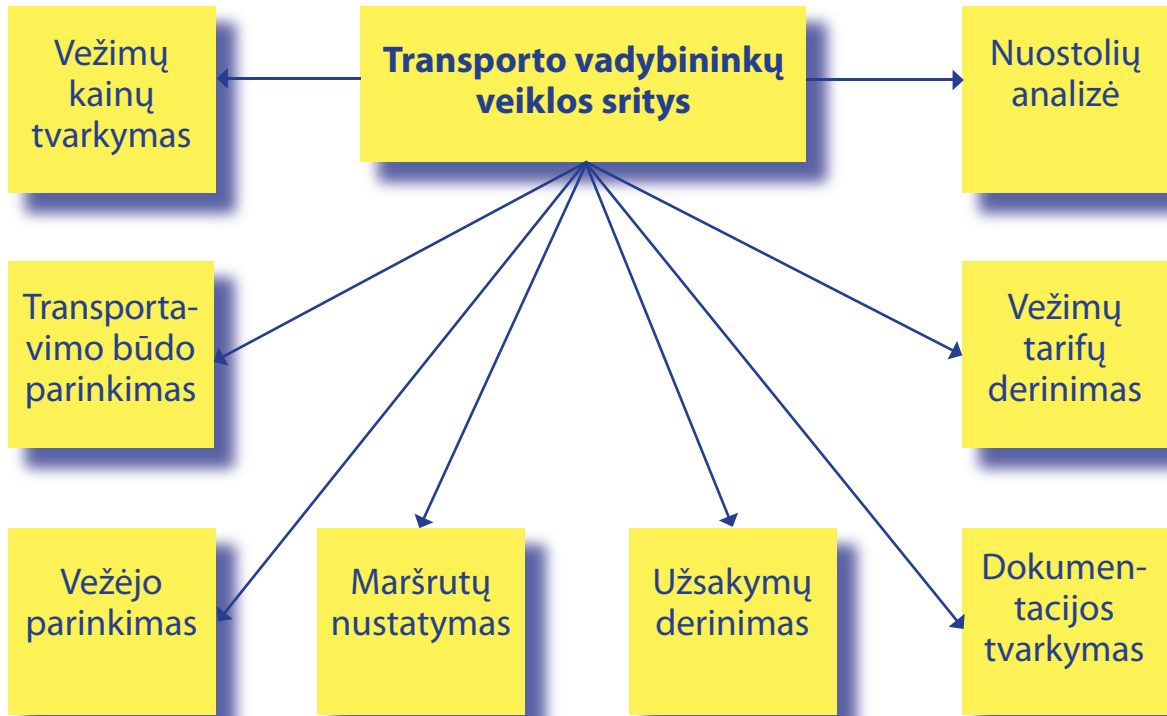 Vežimų
kainų
tvarkymas
Transporto vadybininkų
veiklos sritys
Nuostolių
analizė
Transporta-
vimo būdo
parinkimas
Vežimų
tarifų
derinimas
Vežėjo
parinkimas
Maršrutų
nustatymas
Užsakymų
derinimas
Dokumen-
tacijos
tvarkymas